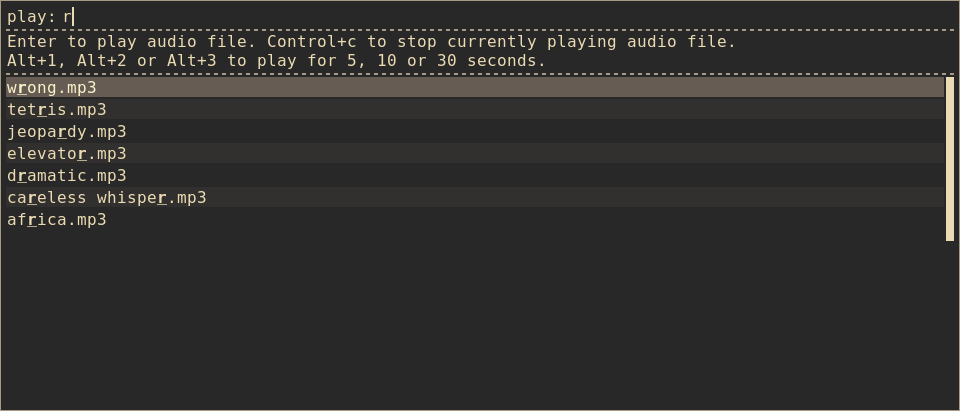 play: r
Enter to play audio file. Control+c to stop currently playing audio file.
Alt+1, Alt+2 or Alt+3 to play for 5, 10 or 30 seconds.
wrong.mp3
tetris.mp3
jeopardy.mp3
elevator.mp3
dramatic.mp3
careless whisper.mp3
africa.mp3